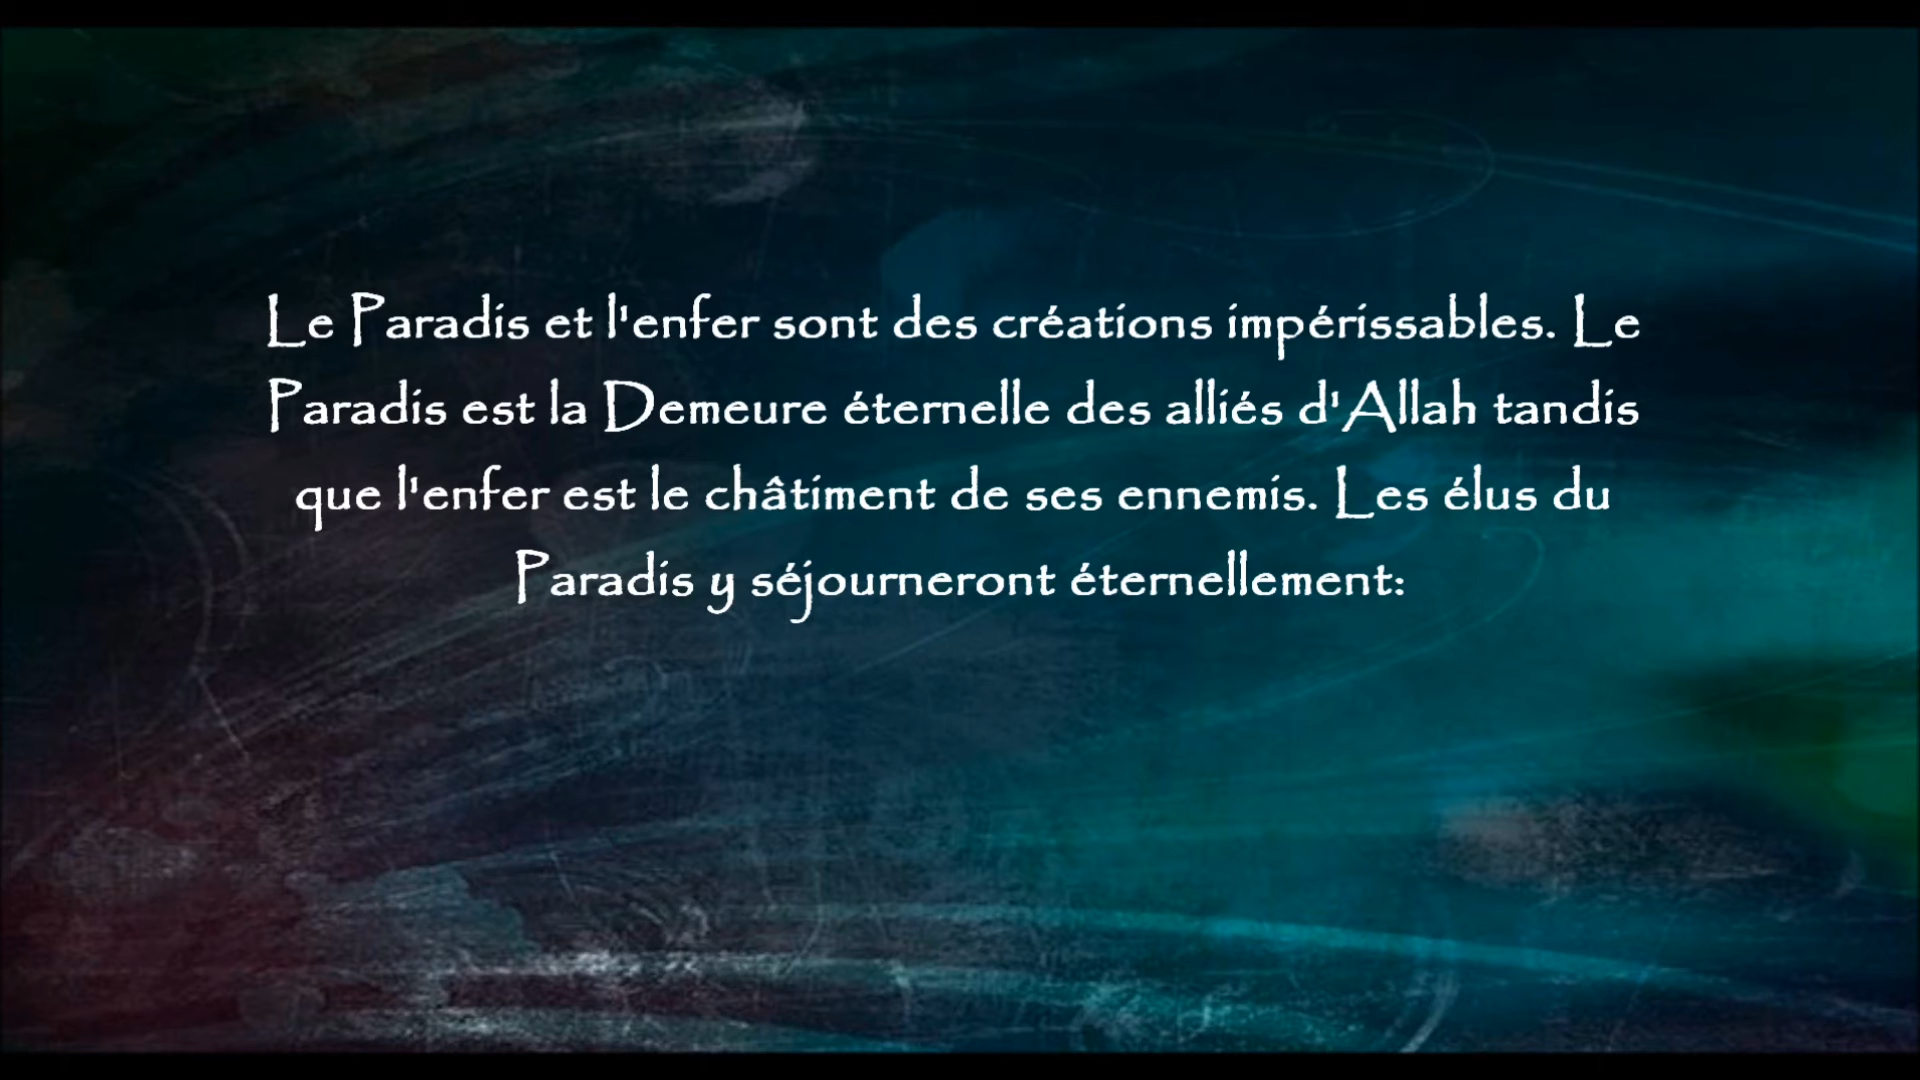 Le Paradis et l'enfer sont des créations impérissables. Le
Paradis est la Demeure éternelle des alliés d'Allah tandis
que l'enfer est le châtiment de ses ennemis. Les élus du
Paradis y séjourneront éternellement: